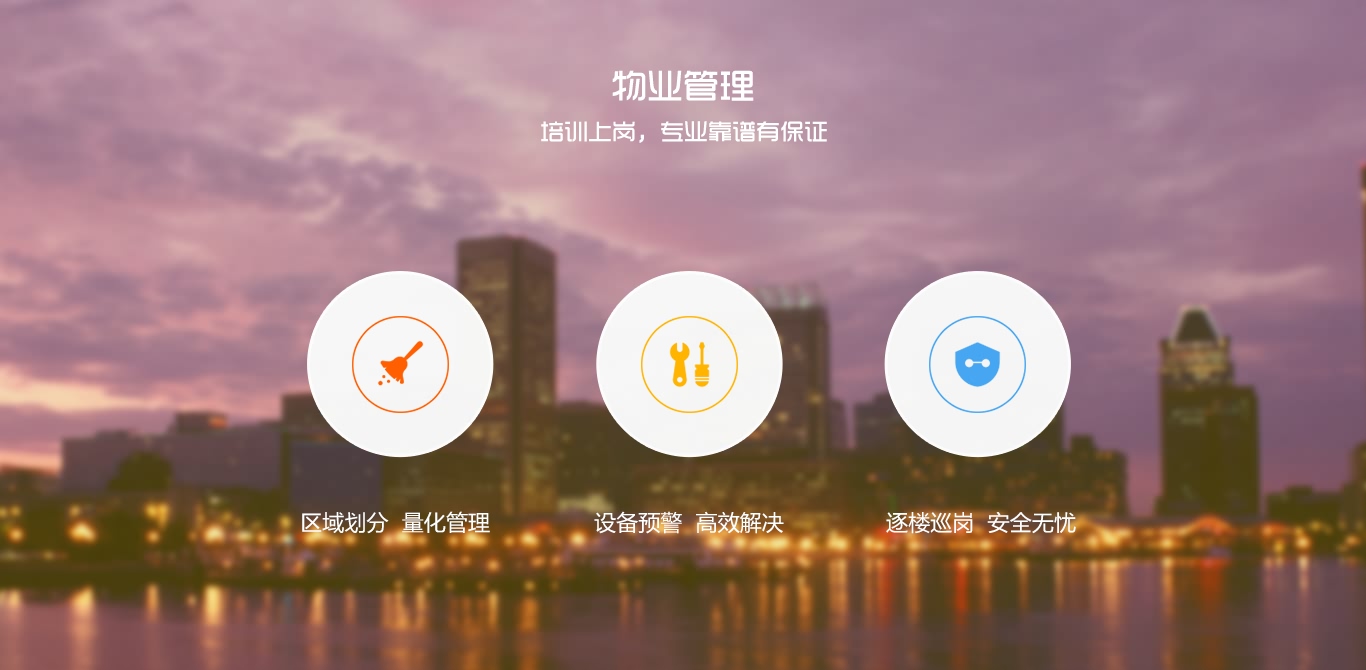 物业管理
培训上岗，专业靠谱有保证
区域划分 量化管理
设备预警 高效解决
逐楼巡岗 安全无忧